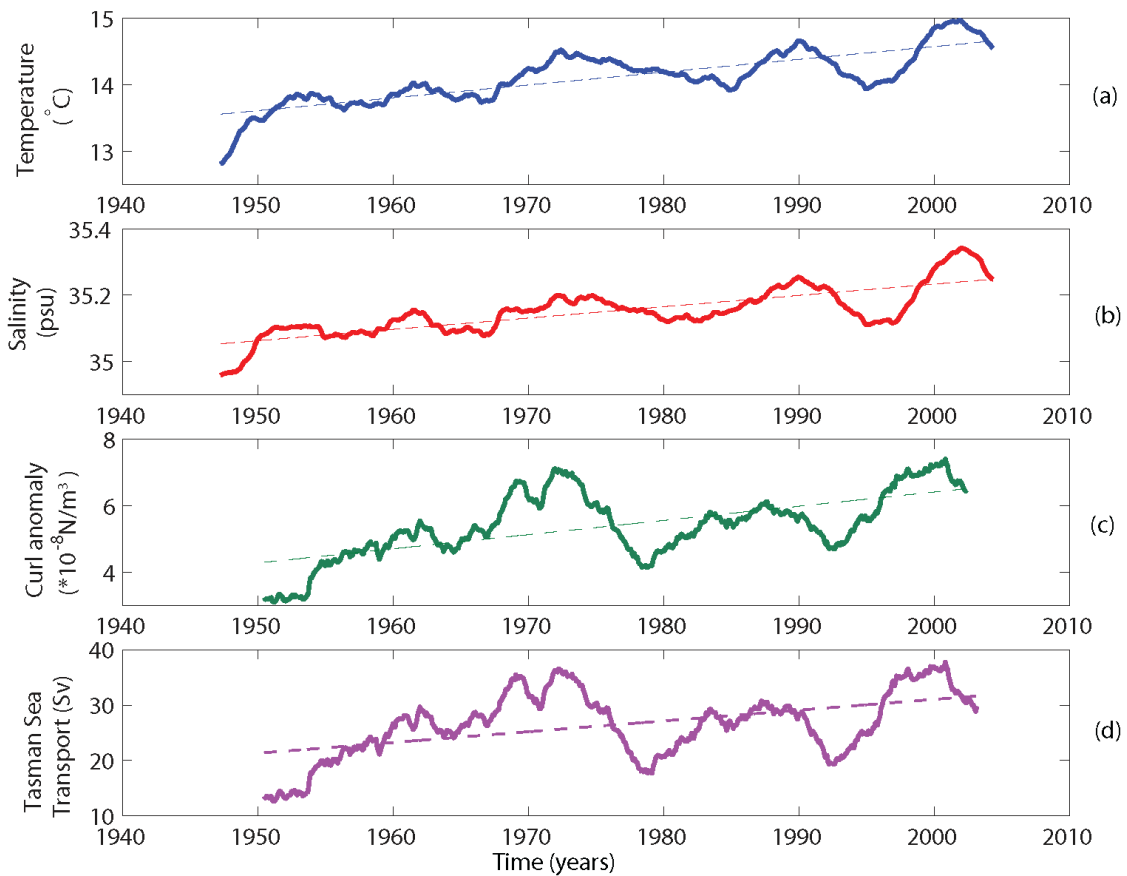 Temperature
(°C)
15
14
13
1940 1950 1960 1970 1980 1990 2000 2010
(a)
Salinity
(psu)
35.4
35.2
35
1940 1950 1960 1970 1980 1990 2000 2010
(b)
Curl anomaly
(*10⁻⁸N/m³)
8
6
4
1940 1950 1960 1970 1980 1990 2000 2010
(c)
Tasman Sea
Transport (Sv)
40
30
20
10
1940 1950 1960 1970 1980 1990 2000 2010
(d)
Time (years)